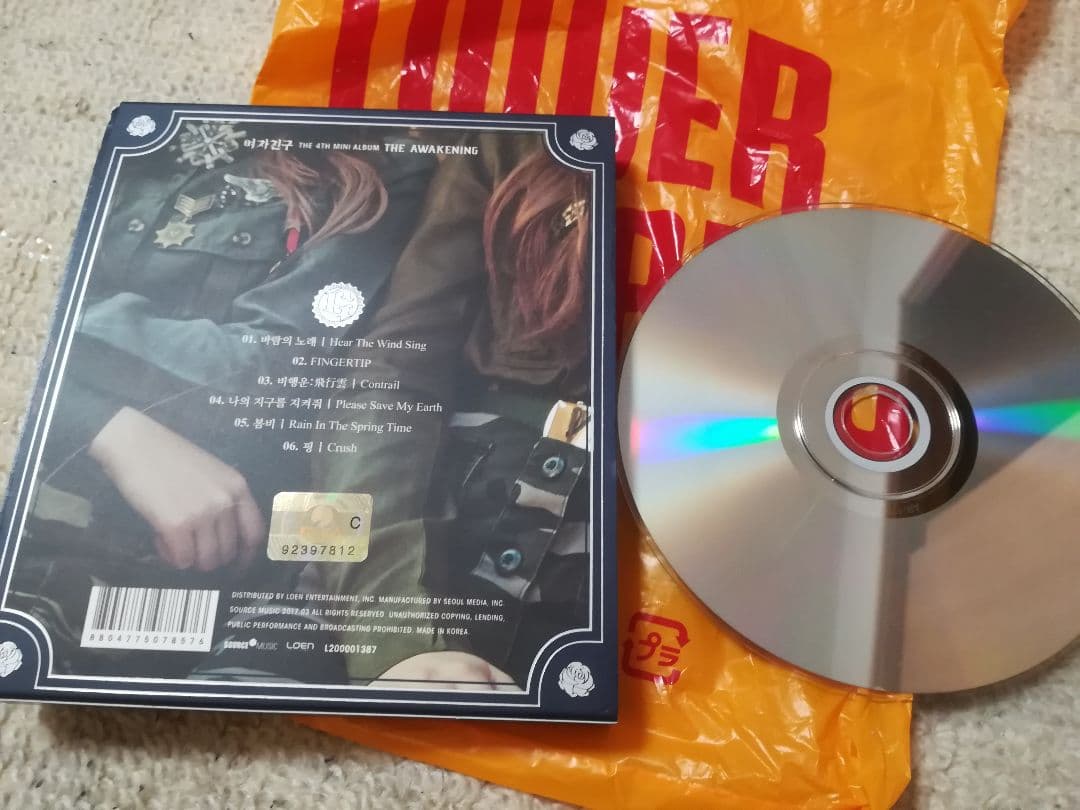 여자친구 THE 4TH MINI ALBUM THE AWAKENING
01. 바람의 노래 | Hear The Wind Sing
02. FINGERTIP
03. 비행운:飛行雲 | Contrail
04. 나의 지구를 지켜줘 | Please Save My Earth
05. 봄비 | Rain In The Spring Time
06. 핑 | Crush
C
92397812
8804775078576
DISTRIBUTED BY LOEN ENTERTAINMENT, INC. MANUFACTURED BY SEOUL MEDIA, INC.
SOURCE MUSIC 2017.03 ALL RIGHTS RESERVED. UNAUTHORIZED COPYING, LENDING,
PUBLIC PERFORMANCE AND BROADCASTING PROHIBITED. MADE IN KOREA.
SOURCE MUSIC LOEN L200001387
プラ